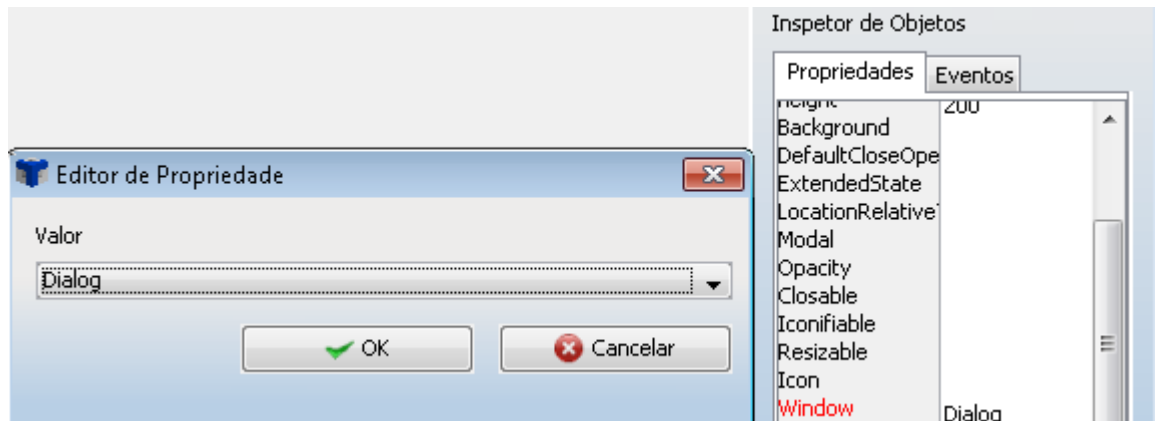 Inspetor de Objetos
Propriedades Eventos
Height 200
Background
DefaultCloseOpe
ExtendedState
LocationRelative
Modal
Opacity
Closable
Iconifiable
Resizable
Icon
Window Dialog
Editor de Propriedade
Valor
Dialog
OK Cancelar